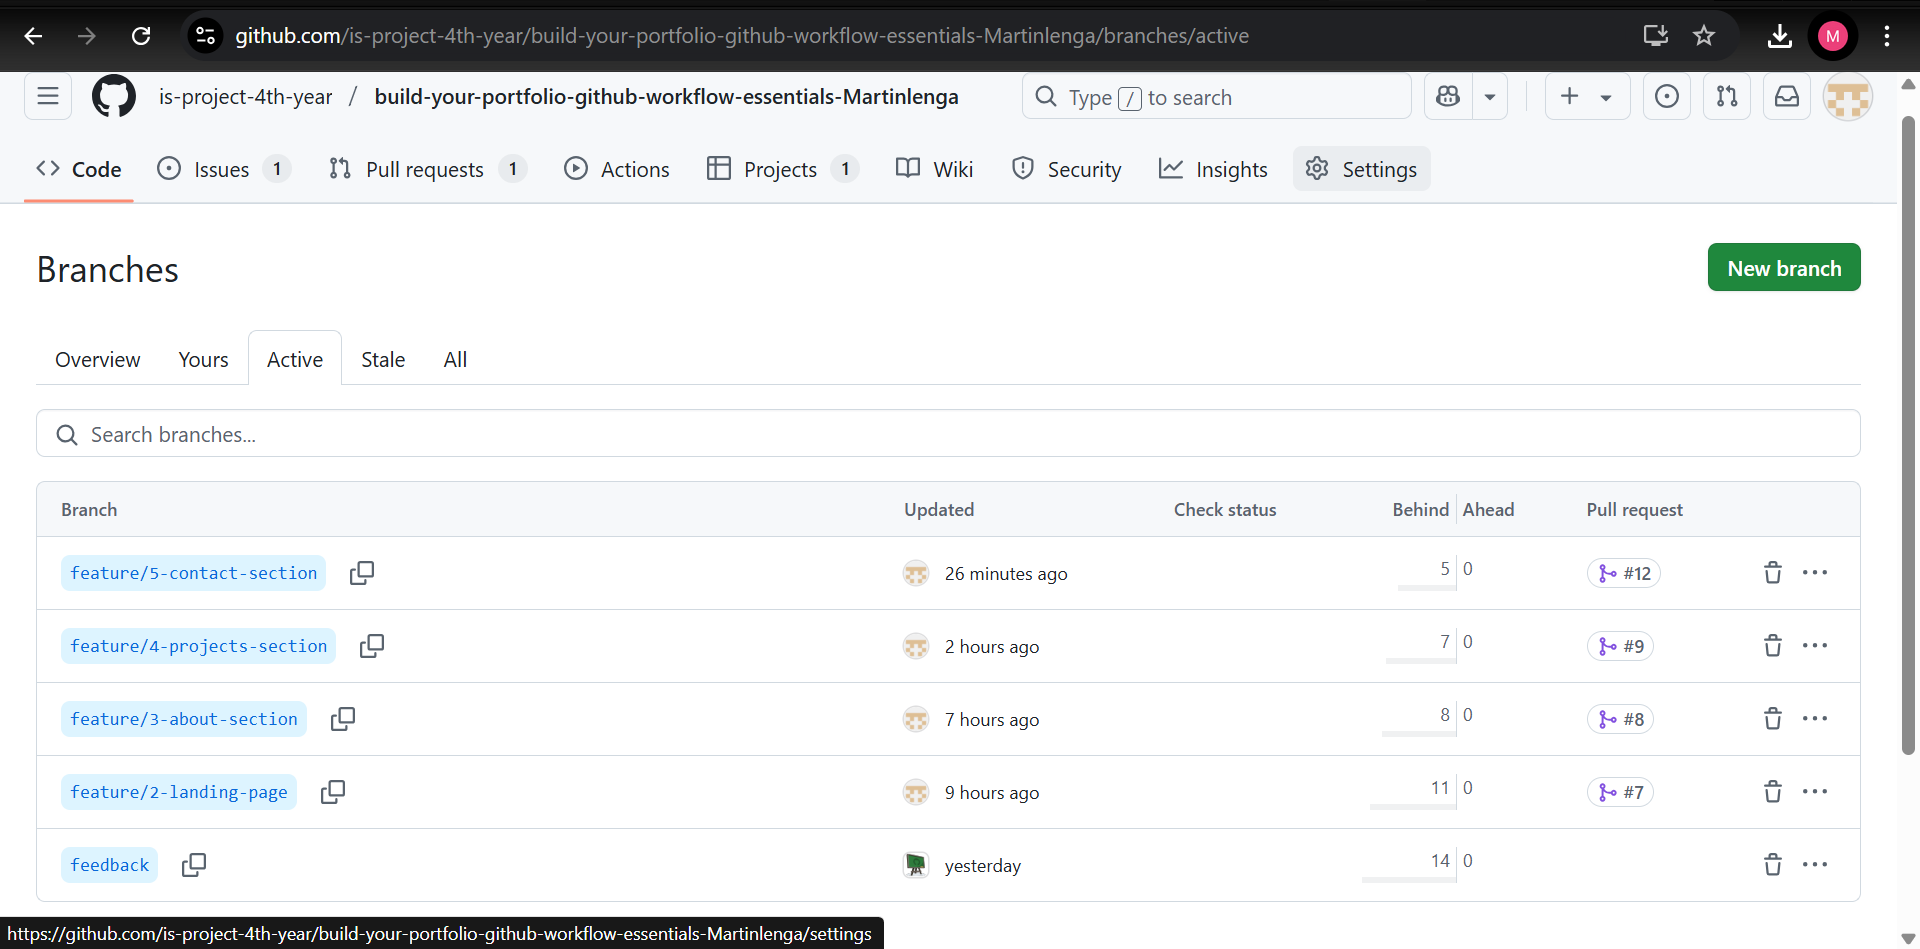 github.com/is-project-4th-year/build-your-portfolio-github-workflow-essentials-Martinlenga/branches/active
M
is-project-4th-year / build-your-portfolio-github-workflow-essentials-Martinlenga
Type / to search
Code
Issues 1
Pull requests 1
Actions
Projects 1
Wiki
Security
Insights
Settings
Branches
New branch
Overview
Yours
Active
Stale
All
Search branches...
Branch Updated Check status Behind Ahead Pull request
feature/5-contact-section 26 minutes ago 5 0 #12
feature/4-projects-section 2 hours ago 7 0 #9
feature/3-about-section 7 hours ago 8 0 #8
feature/2-landing-page 9 hours ago 11 0 #7
feedback yesterday 14 0
https://github.com/is-project-4th-year/build-your-portfolio-github-workflow-essentials-Martinlenga/settings